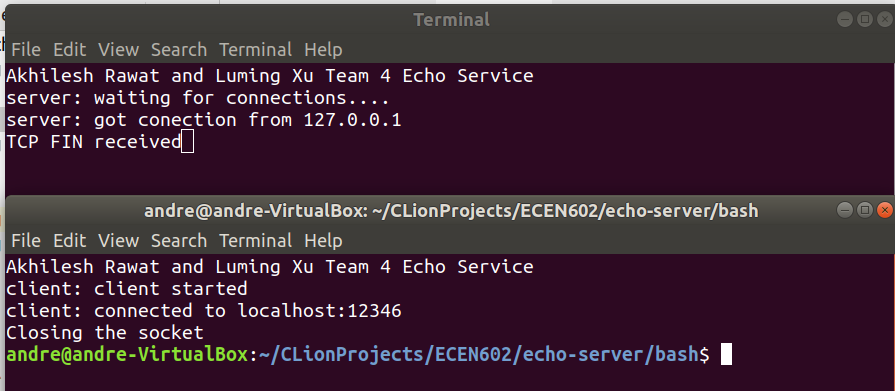 Terminal
File Edit View Search Terminal Help
Akhilesh Rawat and Luming Xu Team 4 Echo Service
server: waiting for connections....
server: got conection from 127.0.0.1
TCP FIN received
andre@andre-VirtualBox: ~/CLionProjects/ECEN602/echo-server/bash
File Edit View Search Terminal Help
Akhilesh Rawat and Luming Xu Team 4 Echo Service
client: client started
client: connected to localhost:12346
Closing the socket
andre@andre-VirtualBox:~/CLionProjects/ECEN602/echo-server/bash$